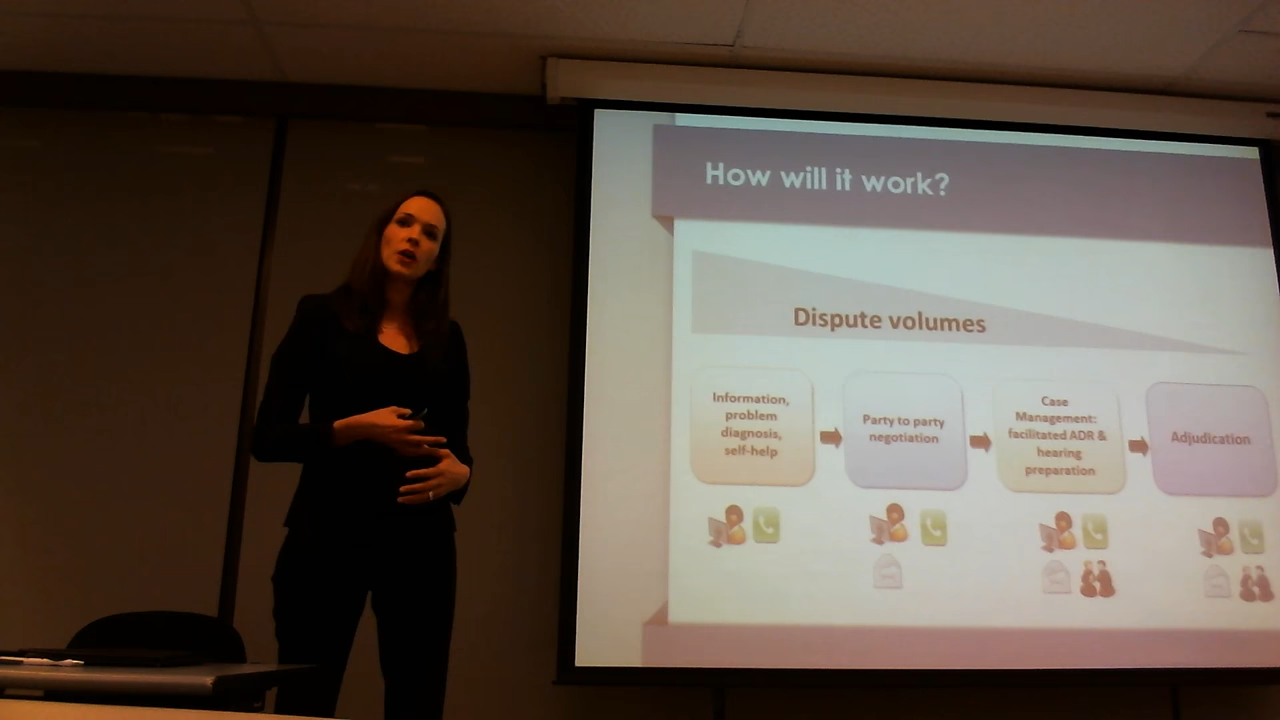 How will it work?
Dispute volumes
Information,
problem
diagnosis,
self-help
Party to party
negotiation
Case
Management:
facilitated ADR &
hearing
preparation
Adjudication